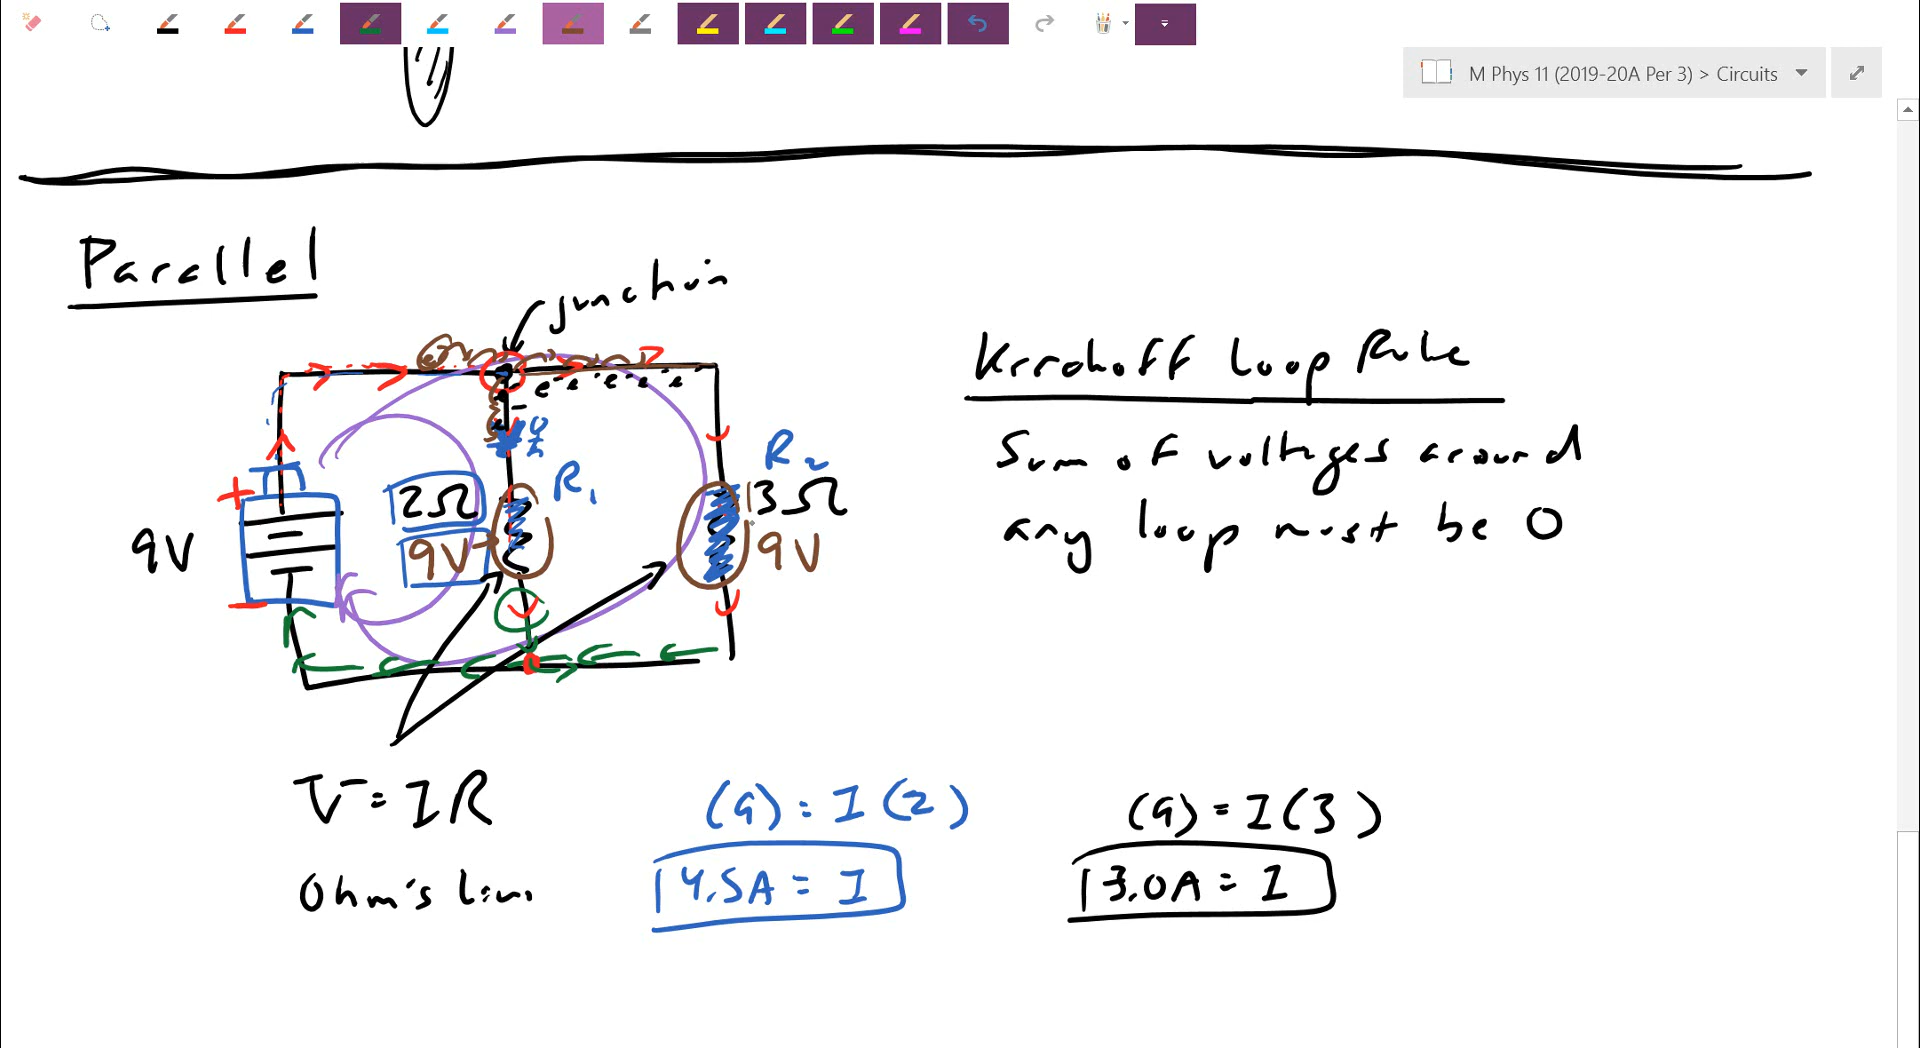 M Phys 11 (2019-20A Per 3) > Circuits
Parallel
junction
Krrchoff Loop Rule
Sum of voltages around
any loop must be 0
+
9V
2Ω
9V
R₁
R₂
3Ω
9V
e⁻ e⁻ e⁻ e⁻ e
V = IR
Ohm's Law
(9) = I(2)
4.5A = I
(9) = I(3)
3.0A = I